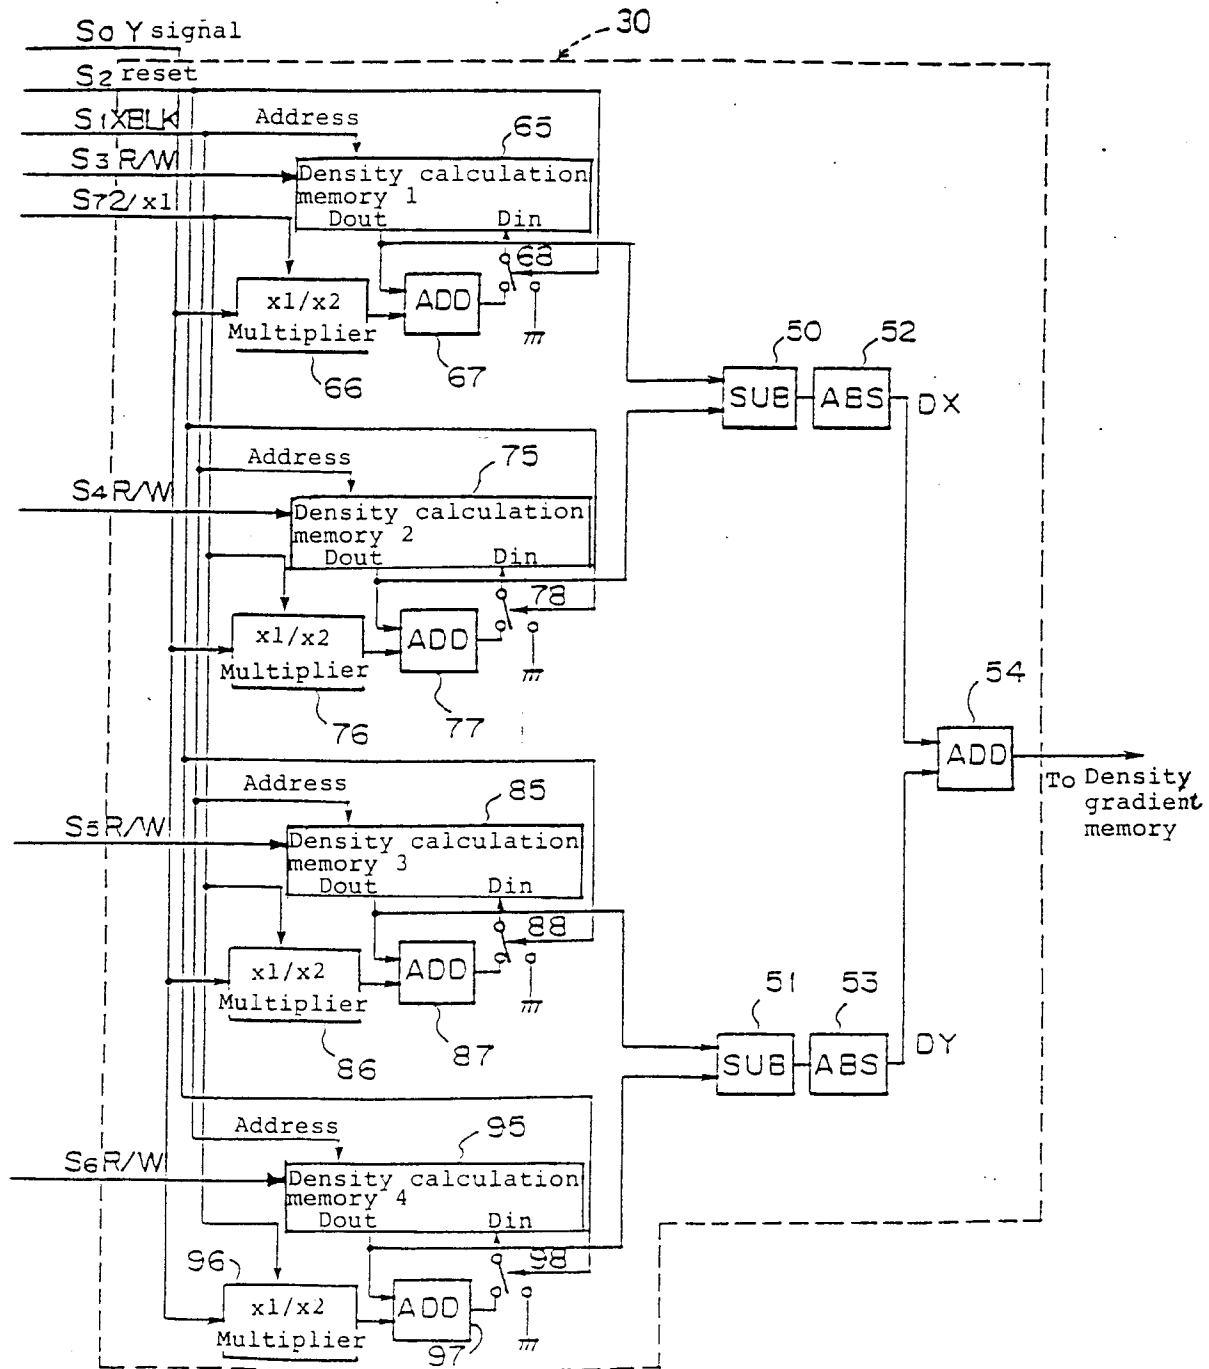 S0 Y signal
30
S2 reset
S1 XBLK
Address
65
S3 R/W
Density calculation
memory 1
S7 2/x1
Dout
Din
68
x1/x2
Multiplier
ADD
66
67
50
52
SUB
ABS
DX
Address
75
S4 R/W
Density calculation
memory 2
Dout
Din
78
x1/x2
Multiplier
ADD
76
77
54
ADD
To Density
gradient
memory
Address
85
S5 R/W
Density calculation
memory 3
Dout
Din
88
x1/x2
Multiplier
ADD
86
87
51
53
SUB
ABS
DY
Address
95
S6 R/W
Density calculation
memory 4
Dout
Din
98
96
x1/x2
Multiplier
ADD
97